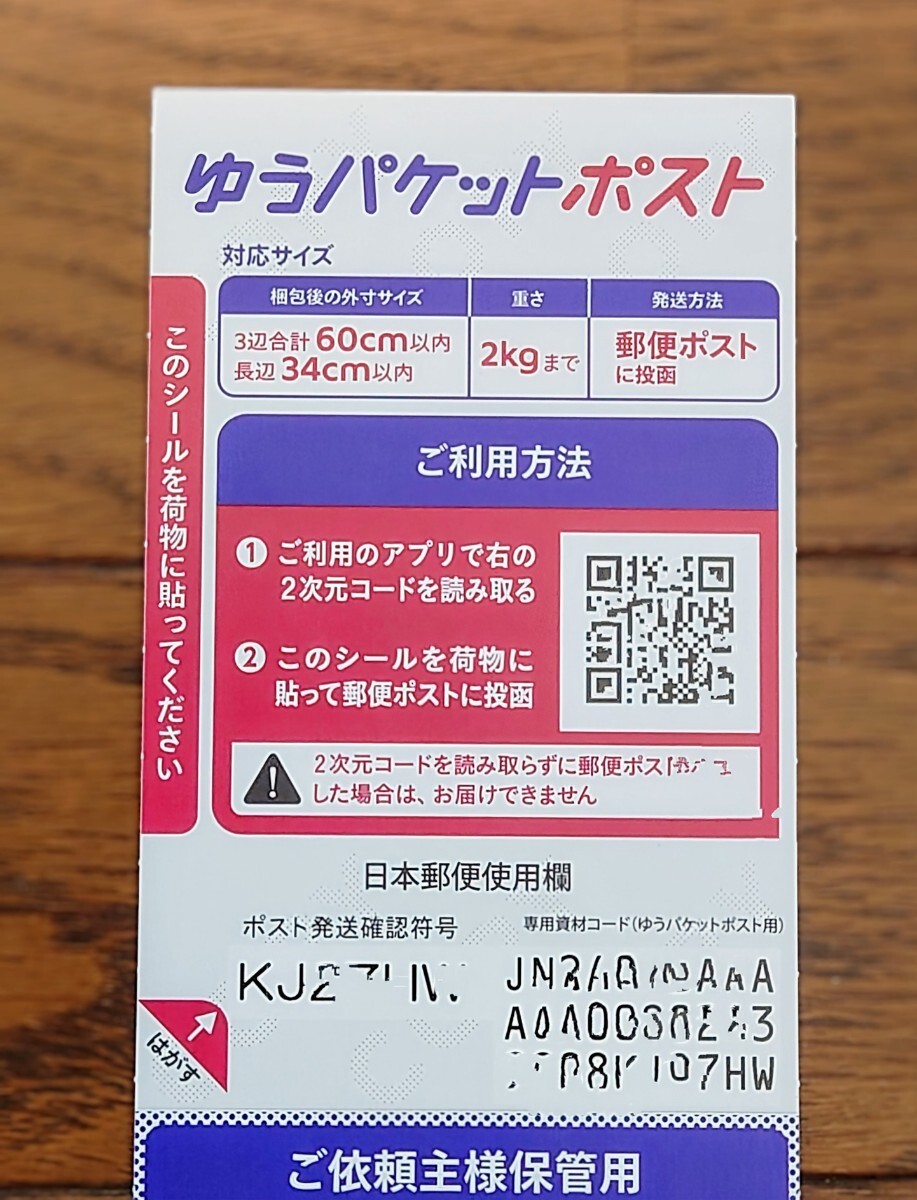 ゆうパケットポスト
対応サイズ
梱包後の外寸サイズ 重さ 発送方法
3辺合計 60cm以内
長辺 34cm以内
2kgまで
郵便ポスト
に投函
このシールを荷物に貼ってください
ご利用方法
① ご利用のアプリで右の
2次元コードを読み取る
② このシールを荷物に
貼って郵便ポストに投函
2次元コードを読み取らずに郵便ポス
した場合は、お届けできません
日本郵便使用欄
ポスト発送確認符号
専用資材コード(ゆうパケットポスト用)
はがす
ご依頼主様保管用